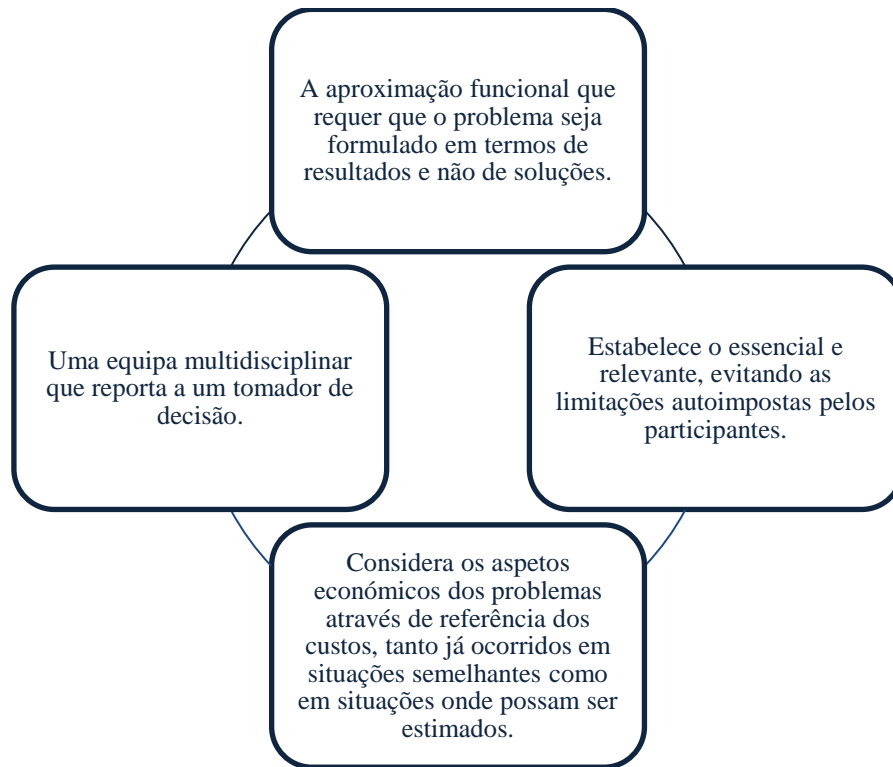 A aproximação funcional que
requer que o problema seja
formulado em termos de
resultados e não de soluções.
Uma equipa multidisciplinar
que reporta a um tomador de
decisão.
Estabelece o essencial e
relevante, evitando as
limitações autoimpostas pelos
participantes.
Considera os aspetos
económicos dos problemas
através de referência dos
custos, tanto já ocorridos em
situações semelhantes como
em situações onde possam ser
estimados.